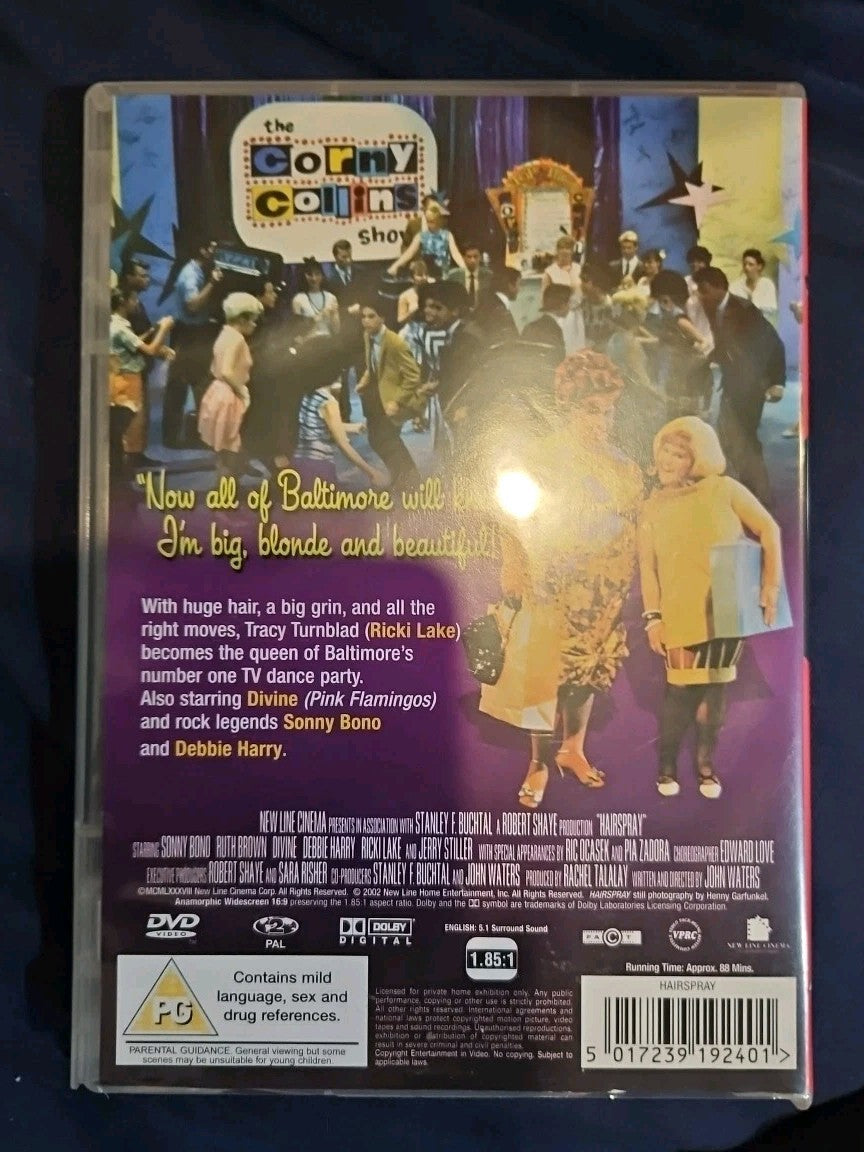 the
Corny
Collins
Show
"Now all of Baltimore will
I'm big, blonde and beautiful!
With huge hair, a big grin, and all the
right moves, Tracy Turnblad (Ricki Lake)
becomes the queen of Baltimore's
number one TV dance party.
Also starring Divine (Pink Flamingos)
and rock legends Sonny Bono
and Debbie Harry.
NEW LINE CINEMA PRESENTS IN ASSOCIATION WITH STANLEY F. BUCHTAL A ROBERT SHAYE PRODUCTION "HAIRSPRAY"
STARRING SONNY BONO RUTH BROWN DIVINE DEBBIE HARRY RICKI LAKE AND JERRY STILLER WITH SPECIAL APPEARANCES BY RIC OCASEK AND PIA ZADORA CHOREOGRAPHER EDWARD LOVE
EXECUTIVE PRODUCERS ROBERT SHAYE AND SARA RISHER CO-PRODUCERS STANLEY F. BUCHTAL AND JOHN WATERS PRODUCED BY RACHEL TALALAY WRITTEN AND DIRECTED BY JOHN WATERS
©MCMLXXXVIII New Line Cinema Corp. All Rights Reserved. © 2002 New Line Home Entertainment, Inc. All Rights Reserved. HAIRSPRAY still photography by Henny Garfunkel.
Anamorphic Widescreen 16:9 preserving the 1.85:1 aspect ratio. Dolby and the DD symbol are trademarks of Dolby Laboratories Licensing Corporation.
DVD
VIDEO
2
PAL
DOLBY
DIGITAL
ENGLISH: 5.1 Surround Sound
1.85:1
FACT
VPRC
NEW LINE CINEMA
Running Time: Approx. 88 Mins.
PG
Contains mild
language, sex and
drug references.
PARENTAL GUIDANCE. General viewing but some
scenes may be unsuitable for young children.
Licensed for private home exhibition only. Any public
performance, copying or other use is strictly prohibited.
All other rights reserved. International agreements and
national laws protect copyrighted motion picture, video
tapes and sound recordings. Unauthorised reproductions,
exhibition or distribution of copyrighted material can
result in severe criminal and civil penalties.
Copyright Entertainment in Video. No copying. Subject to
applicable laws.
HAIRSPRAY
5 017239 192401 >